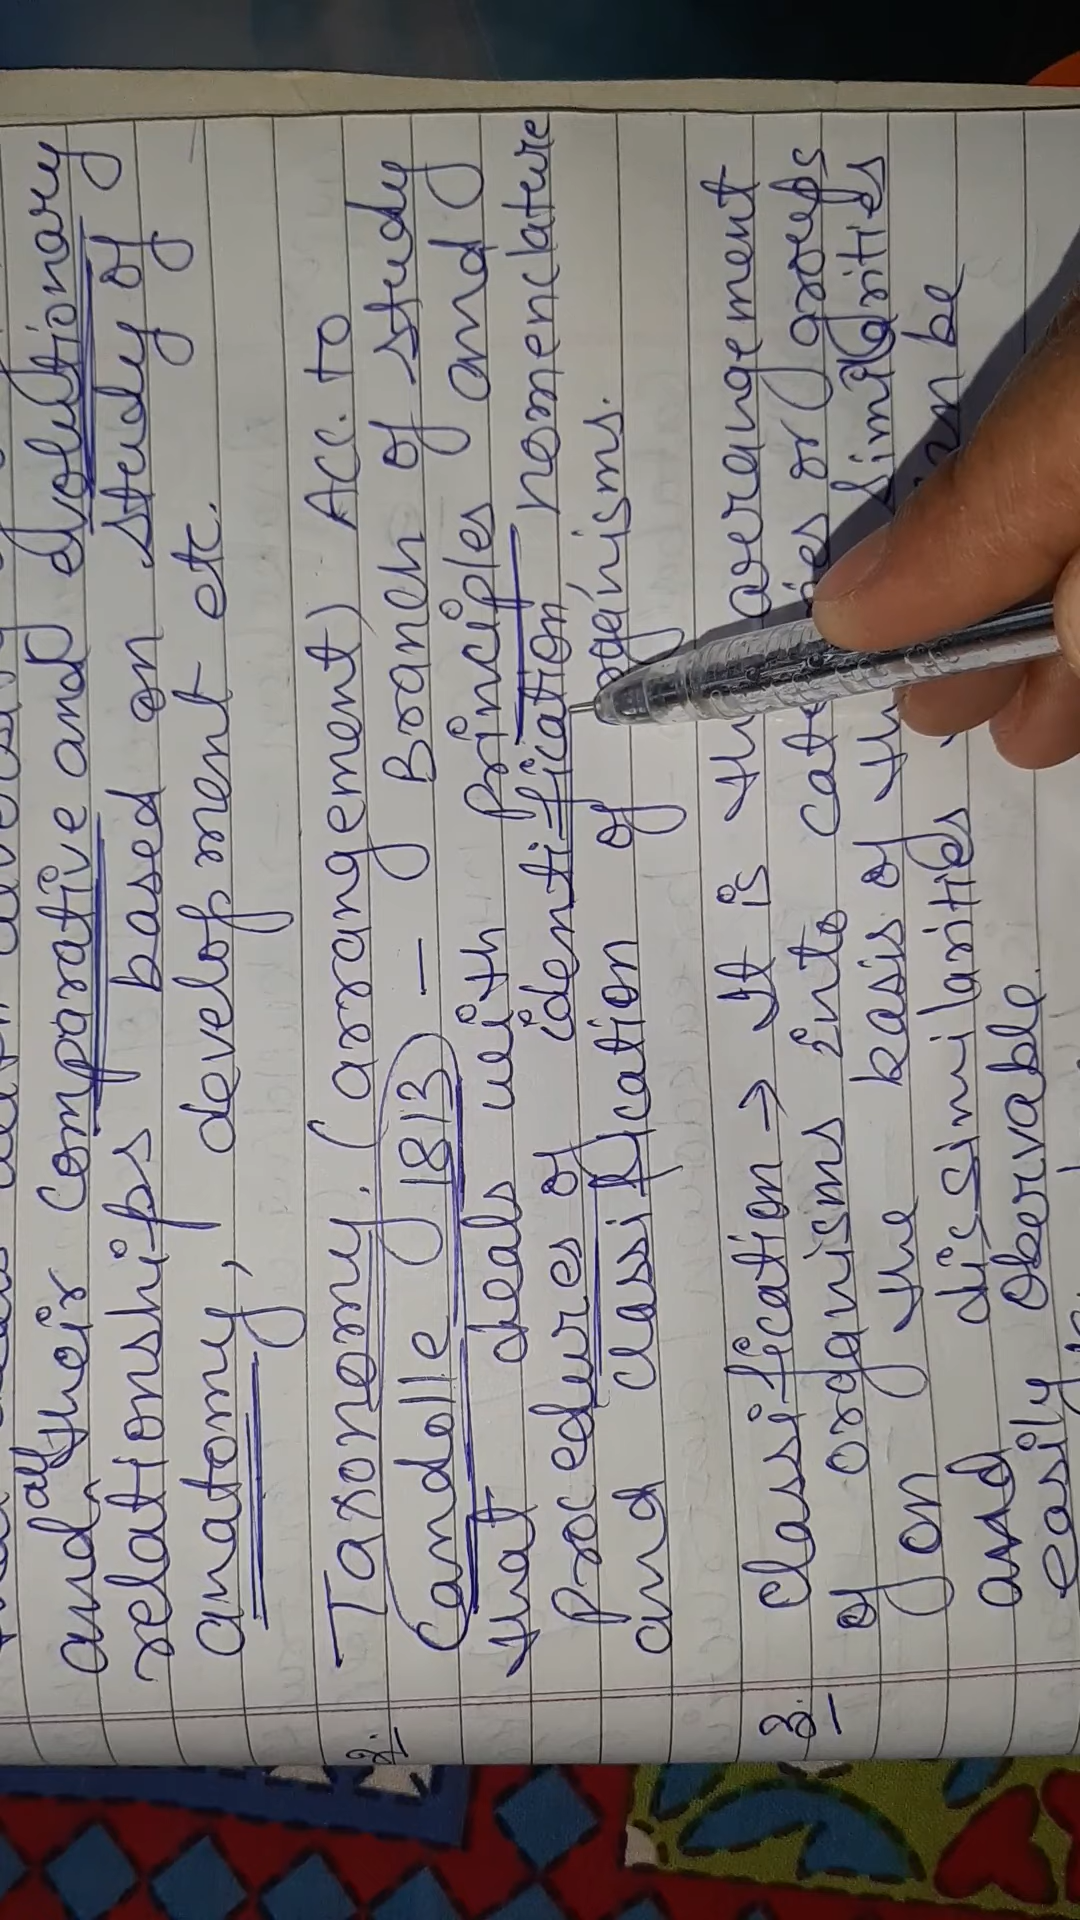 and all their comparative and evolutionary
relationships based on study of
anatomy, development etc.
2. Taxonomy. (arrangement) Acc. to
Candolle 1813 - Branch of study
that deals with principles and
procedures of identification nomenclature
and classification of organisms.
3. Classification → It is the arrangement
of organisms into or groups
on the basis of similarities
and dissimilarities be
easily observable.